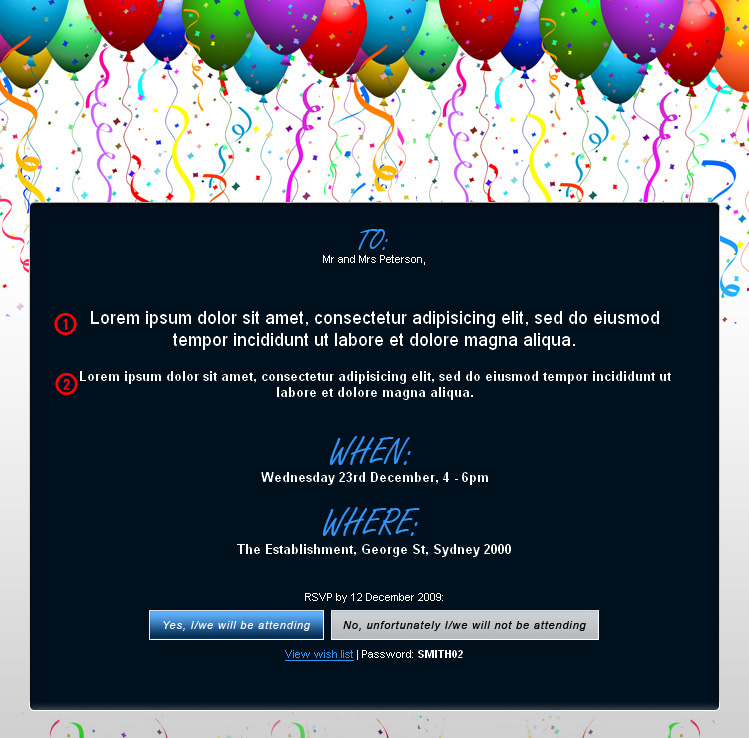 TO:
Mr and Mrs Peterson,
1 Lorem ipsum dolor sit amet, consectetur adipisicing elit, sed do eiusmod
tempor incididunt ut labore et dolore magna aliqua.
2 Lorem ipsum dolor sit amet, consectetur adipisicing elit, sed do eiusmod tempor incididunt ut
labore et dolore magna aliqua.
WHEN:
Wednesday 23rd December, 4 - 6pm
WHERE:
The Establishment, George St, Sydney 2000
RSVP by 12 December 2009:
Yes, I/we will be attending No, unfortunately I/we will not be attending
View wish list | Password: SMITH02